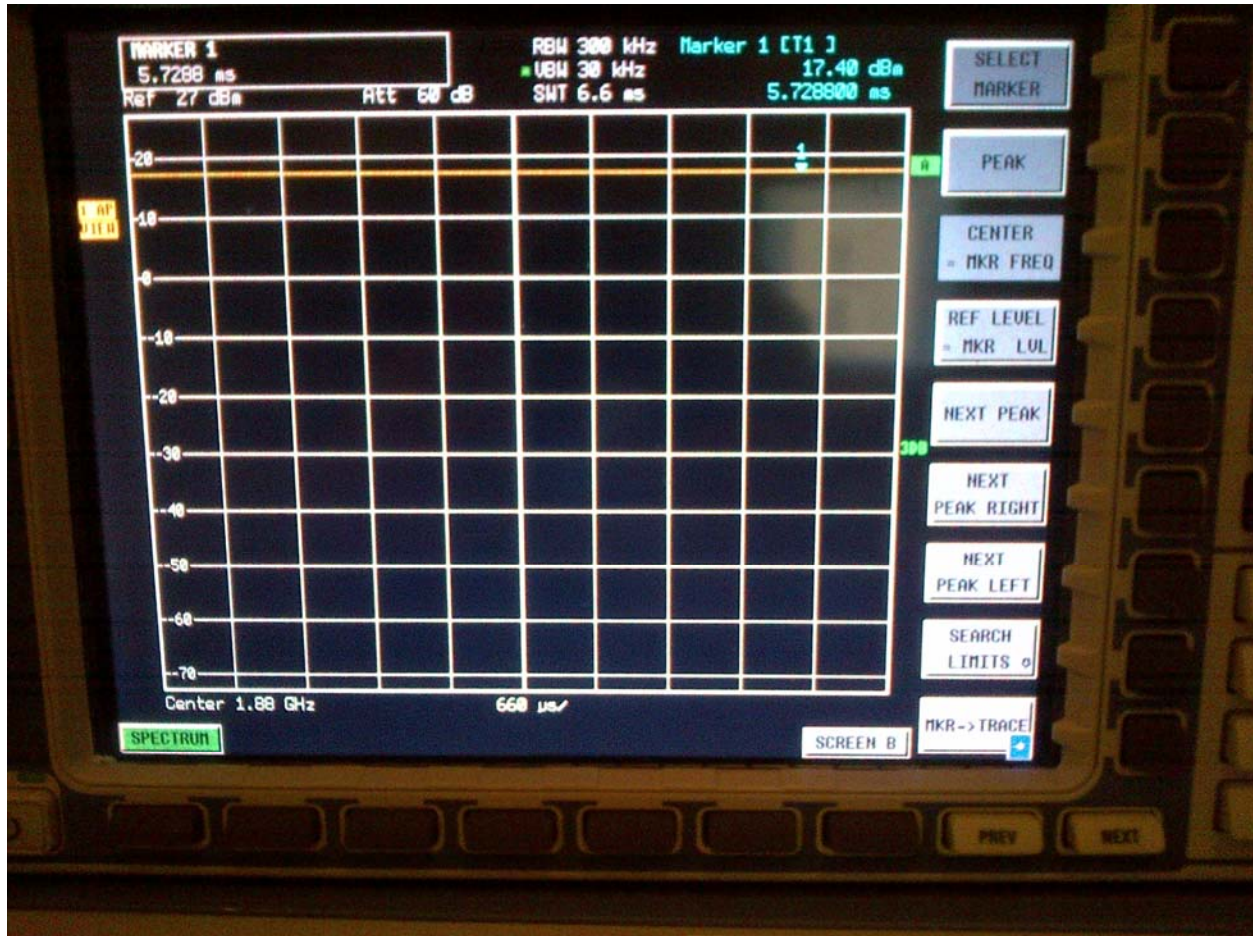 MARKER 1
5.7288 ms
Ref 27 dBm
Att 60 dB
RBW 300 kHz
VBW 30 kHz
SWT 6.6 ms
Marker 1 [T1 ]
17.40 dBm
5.728800 ms
20
10
0
-10
-20
-30
-40
-50
-60
-70
1
1 AP
VIEW
A
3DB
Center 1.88 GHz
660 µs/
SPECTRUM
SCREEN B
SELECT
MARKER
PEAK
CENTER
= MKR FREQ
REF LEVEL
= MKR LVL
NEXT PEAK
NEXT
PEAK RIGHT
NEXT
PEAK LEFT
SEARCH
LIMITS
MKR->TRACE
PREV
NEXT